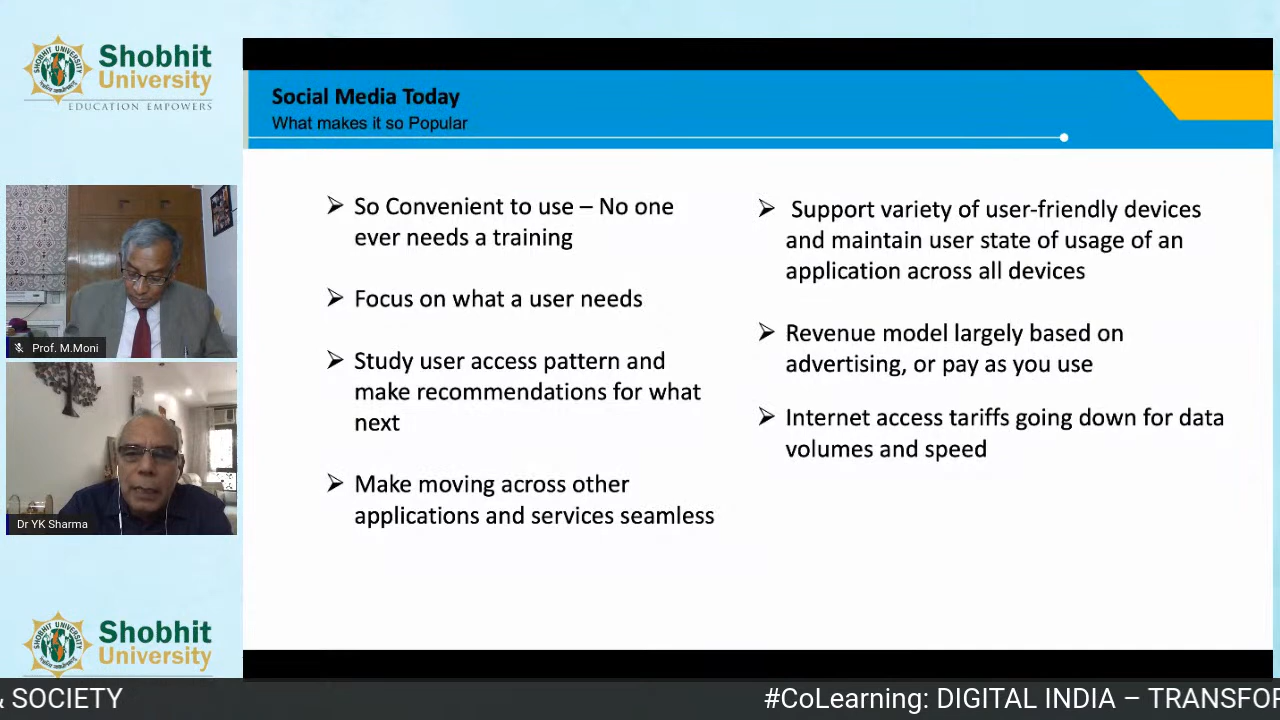 Shobhit
University
EDUCATION EMPOWERS
Social Media Today
What makes it so Popular
➢ So Convenient to use – No one
ever needs a training
➢ Focus on what a user needs
➢ Study user access pattern and
make recommendations for what
next
➢ Make moving across other
applications and services seamless
➢ Support variety of user-friendly devices
and maintain user state of usage of an
application across all devices
➢ Revenue model largely based on
advertising, or pay as you use
➢ Internet access tariffs going down for data
volumes and speed
Prof. M.Moni
Dr YK Sharma
Shobhit
University
& SOCIETY
#CoLearning: DIGITAL INDIA – TRANSFOR